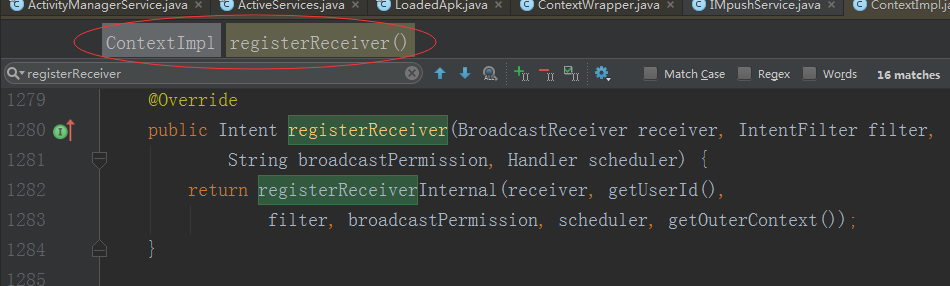 ActivityManagerService.java × ActiveServices.java × LoadedApk.java × ContextWrapper.java × IMpushService.java × ContextImpl.ja
ContextImpl registerReceiver()
registerReceiver Match Case Regex Words 16 matches
1279 @Override
1280 public Intent registerReceiver(BroadcastReceiver receiver, IntentFilter filter,
1281 String broadcastPermission, Handler scheduler) {
1282 return registerReceiverInternal(receiver, getUserId(),
1283 filter, broadcastPermission, scheduler, getOuterContext());
1284 }
1285